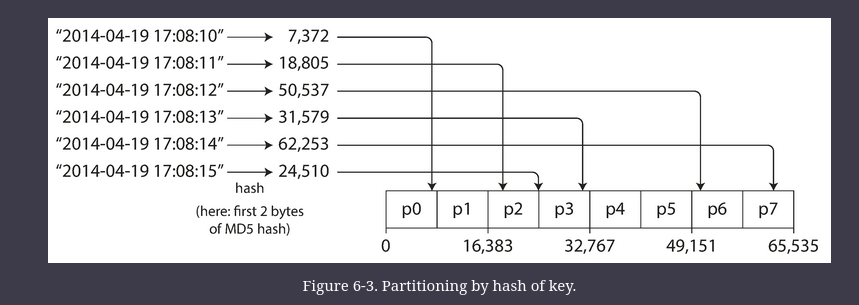 “2014-04-19 17:08:10” 7,372
“2014-04-19 17:08:11” 18,805
“2014-04-19 17:08:12” 50,537
“2014-04-19 17:08:13” 31,579
“2014-04-19 17:08:14” 62,253
“2014-04-19 17:08:15” 24,510
hash
(here: first 2 bytes
of MD5 hash)
p0 p1 p2 p3 p4 p5 p6 p7
0 16,383 32,767 49,151 65,535
Figure 6-3. Partitioning by hash of key.